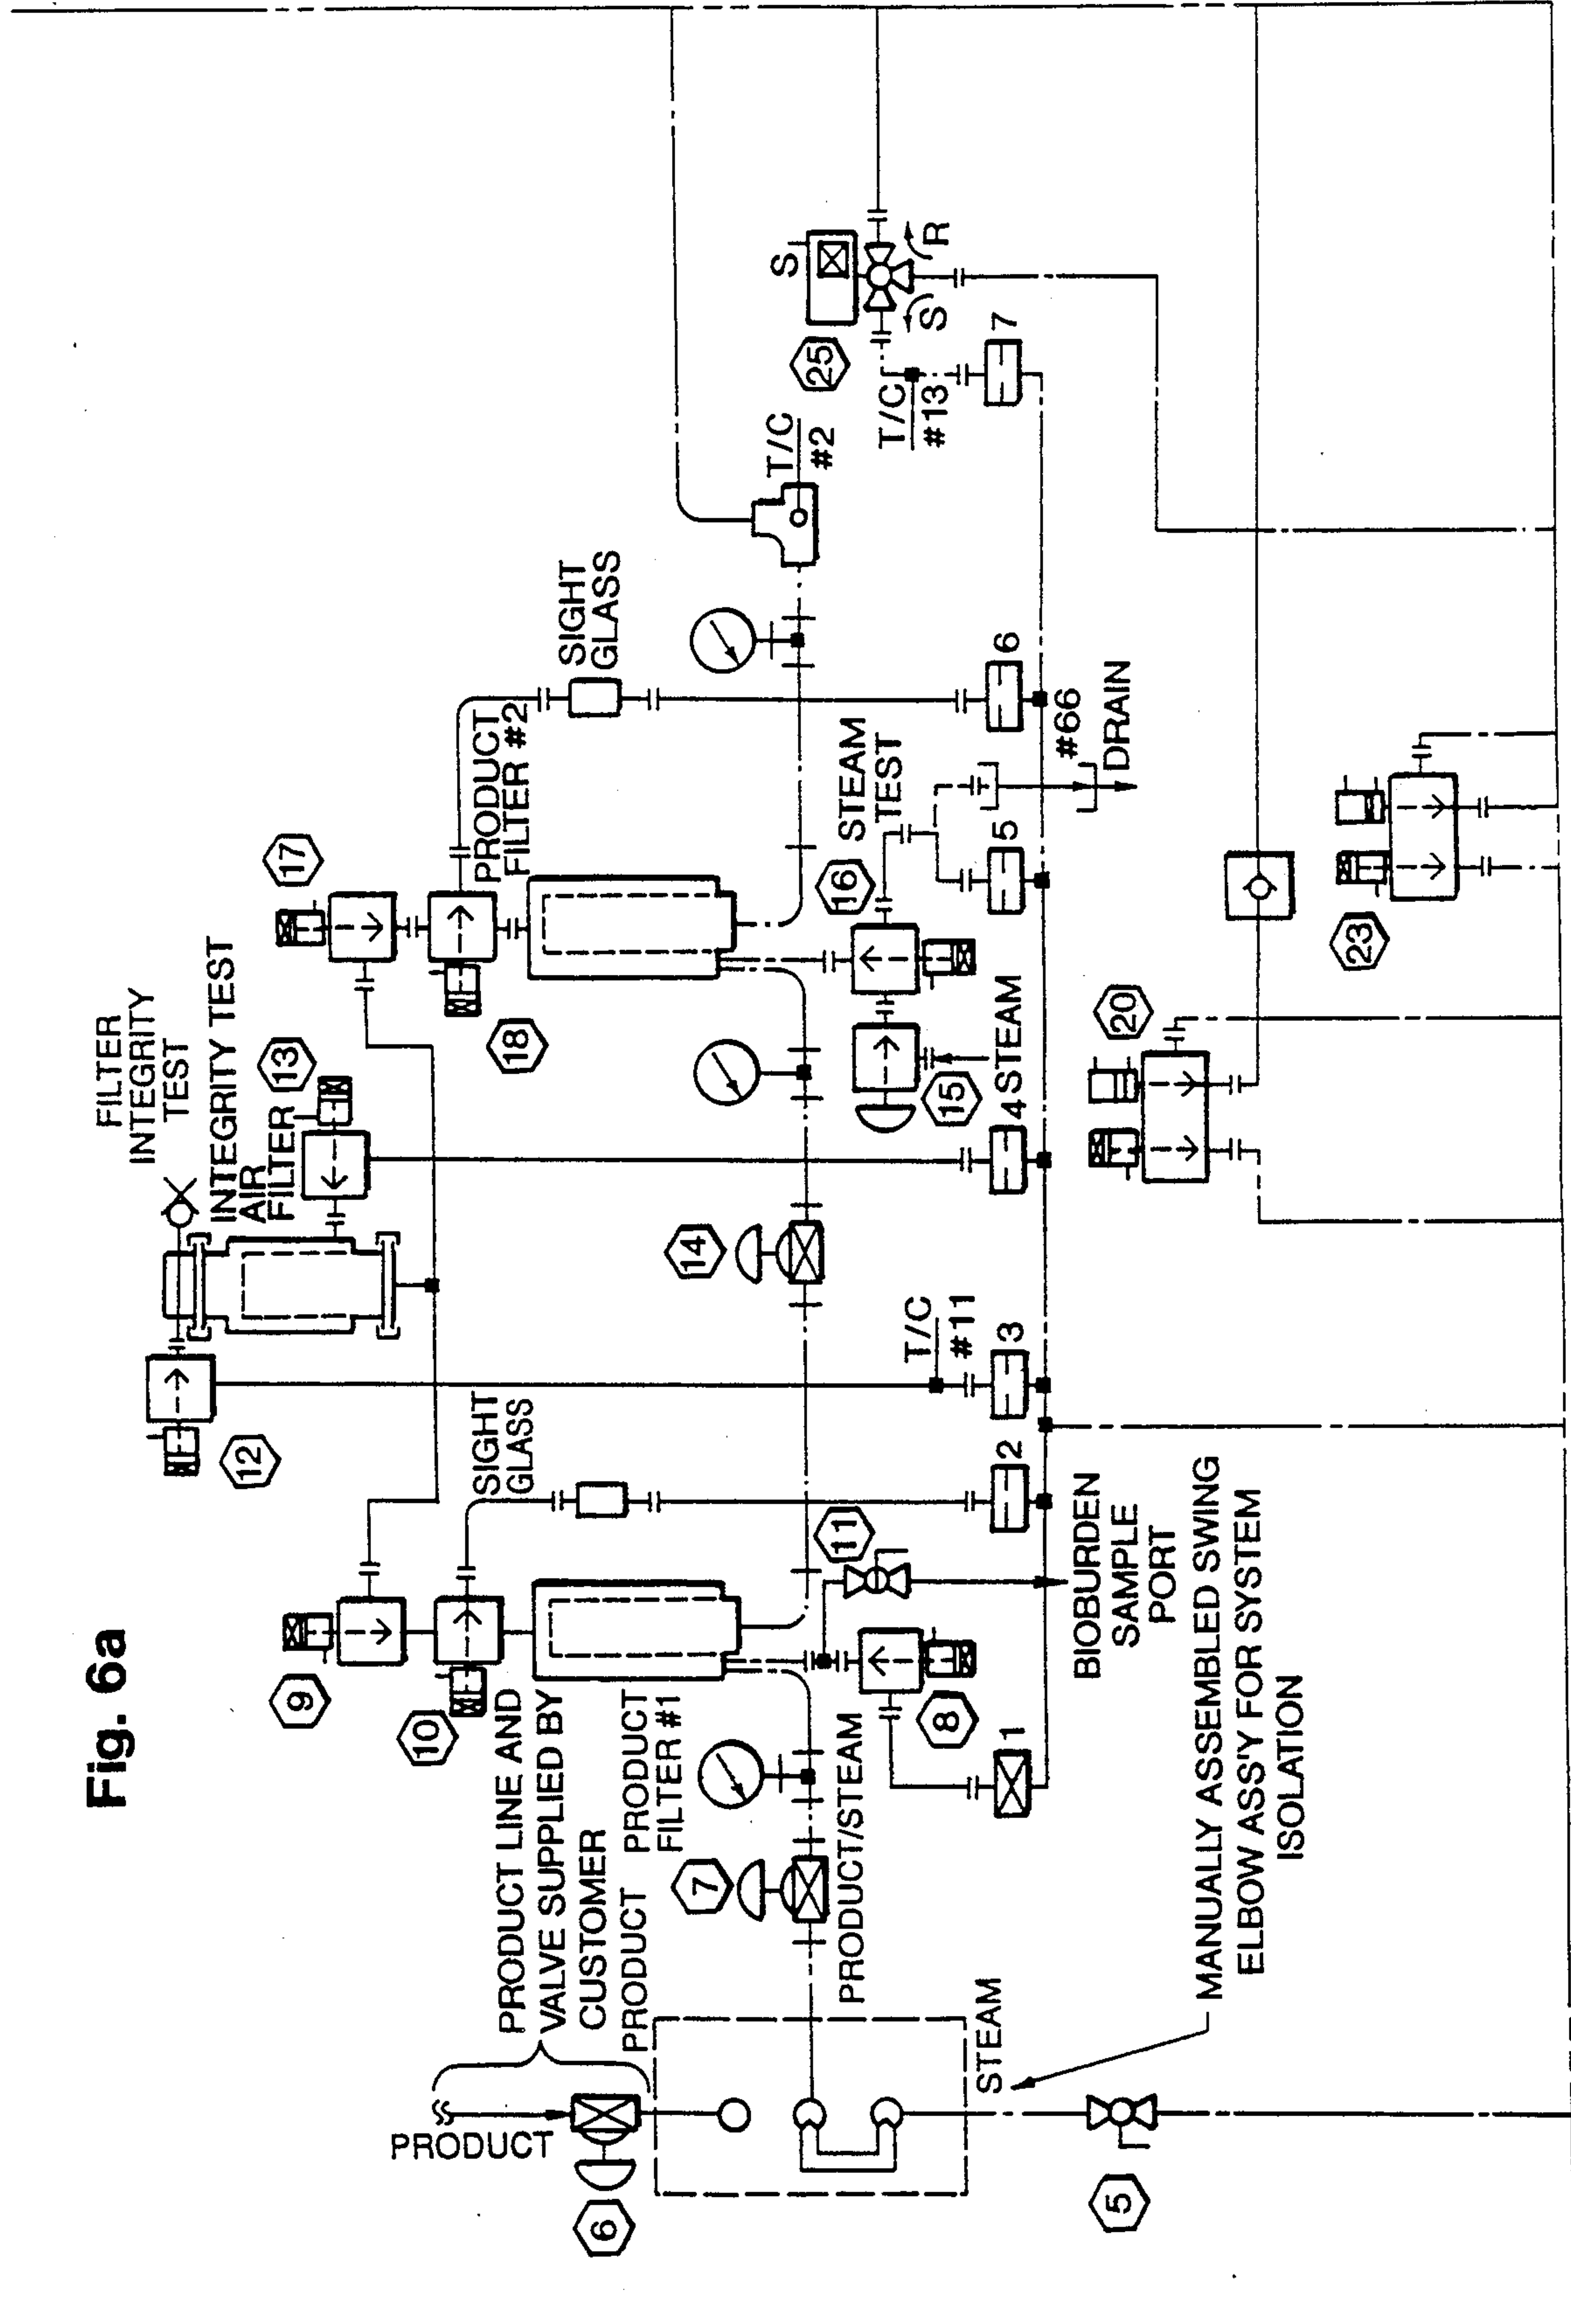 Fig. 6a
FILTER
INTEGRITY
TEST
INTEGRITY TEST
AIR
FILTER
12
13
9
10
17
18
SIGHT
GLASS
PRODUCT
FILTER #2
SIGHT
GLASS
PRODUCT LINE AND
VALVE SUPPLIED BY
CUSTOMER
PRODUCT
PRODUCT
PRODUCT
FILTER #1
6
7
14
T/C
#2
S
25
S
R
T/C
#13
7
PRODUCT/STEAM
8
11
T/C
#11
15
16
STEAM
TEST
STEAM
1
2
3
4
5
6
#66
DRAIN
BIOBURDEN
SAMPLE
PORT
STEAM
5
MANUALLY ASSEMBLED SWING
ELBOW ASS'Y FOR SYSTEM
ISOLATION
20
23